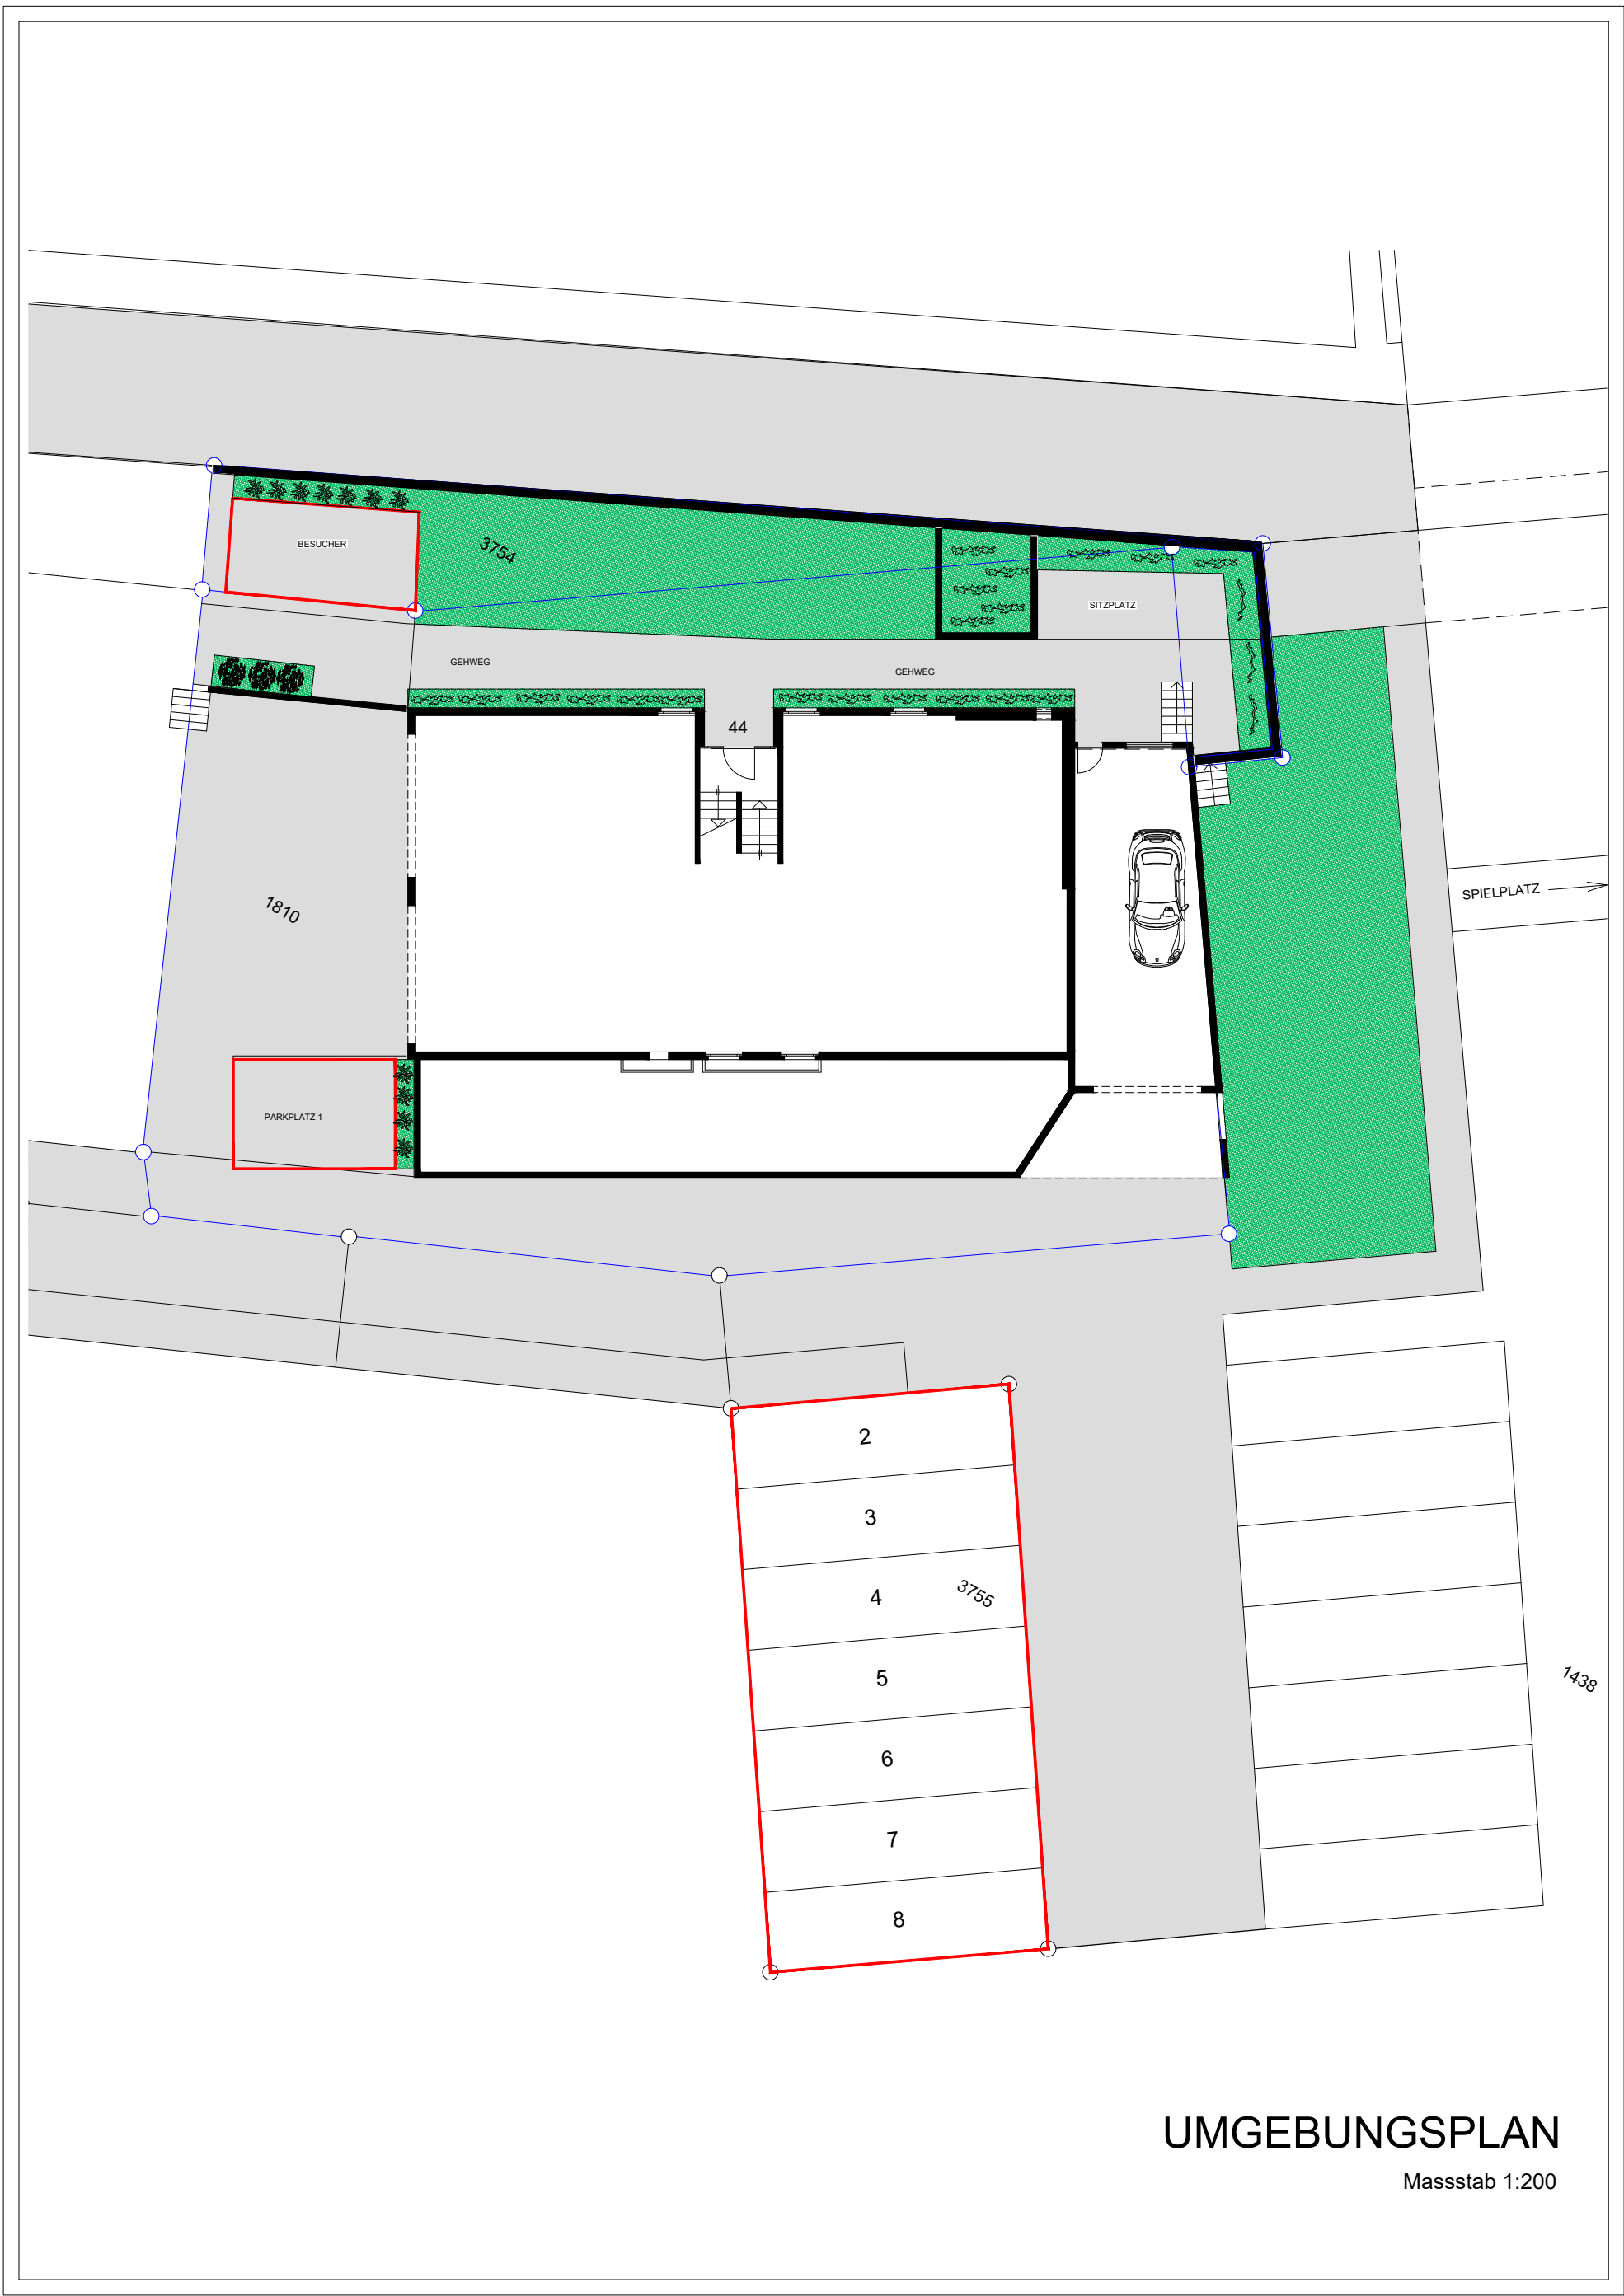 BESUCHER
3754
SITZPLATZ
GEHWEG
GEHWEG
44
SPIELPLATZ
1810
PARKPLATZ 1
2
3
4
3755
5
1438
6
7
8
UMGEBUNGSPLAN
Massstab 1:200